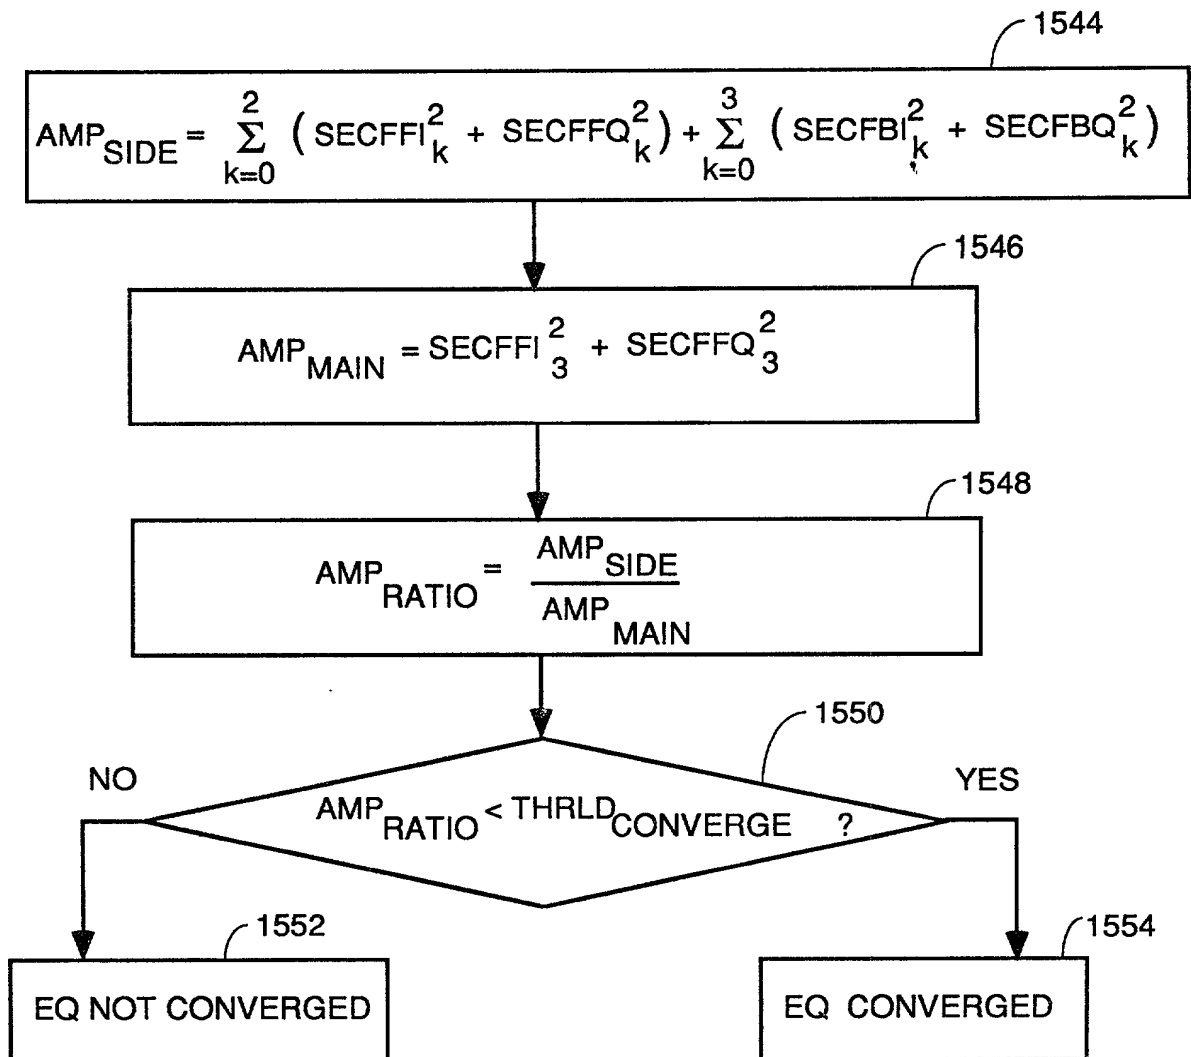 1544
AMP_SIDE = Σ_{k=0}^{2} ( SECFFI_k^2 + SECFFQ_k^2 ) + Σ_{k=0}^{3} ( SECFBI_k^2 + SECFBQ_k^2 )
1546
AMP_MAIN = SECFFI_3^2 + SECFFQ_3^2
1548
AMP_RATIO = AMP_SIDE / AMP_MAIN
1550
NO
YES
AMP_RATIO < THRLD_CONVERGE ?
1552
1554
EQ NOT CONVERGED
EQ CONVERGED